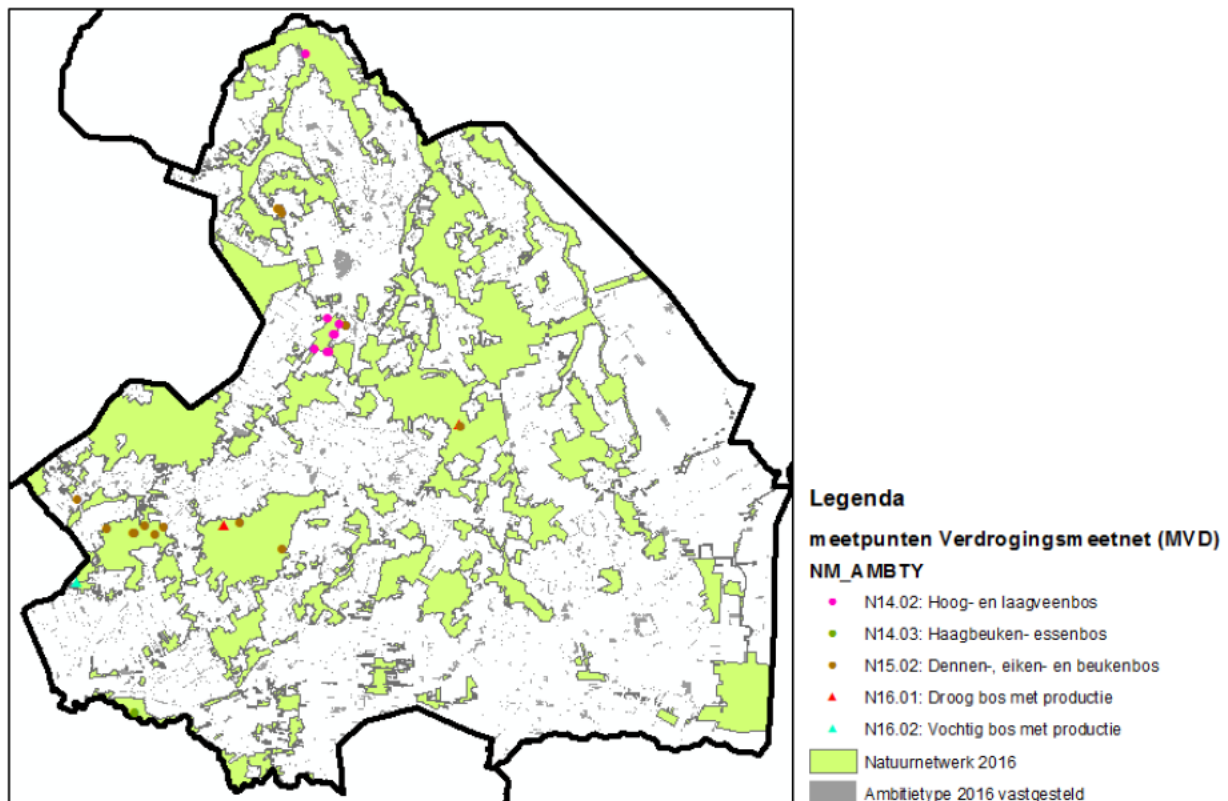 Legenda
meetpunten Verdrogingsmeetnet (MVD)
NM_AMBTY
N14.02: Hoog- en laagveenbos
N14.03: Haagbeuken- essenbos
N15.02: Dennen-, eiken- en beukenbos
N16.01: Droog bos met productie
N16.02: Vochtig bos met productie
Natuurnetwerk 2016
Ambitietype 2016 vastgesteld